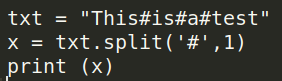 txt = "This#is#a#test"
x = txt.split('#',1)
print (x)